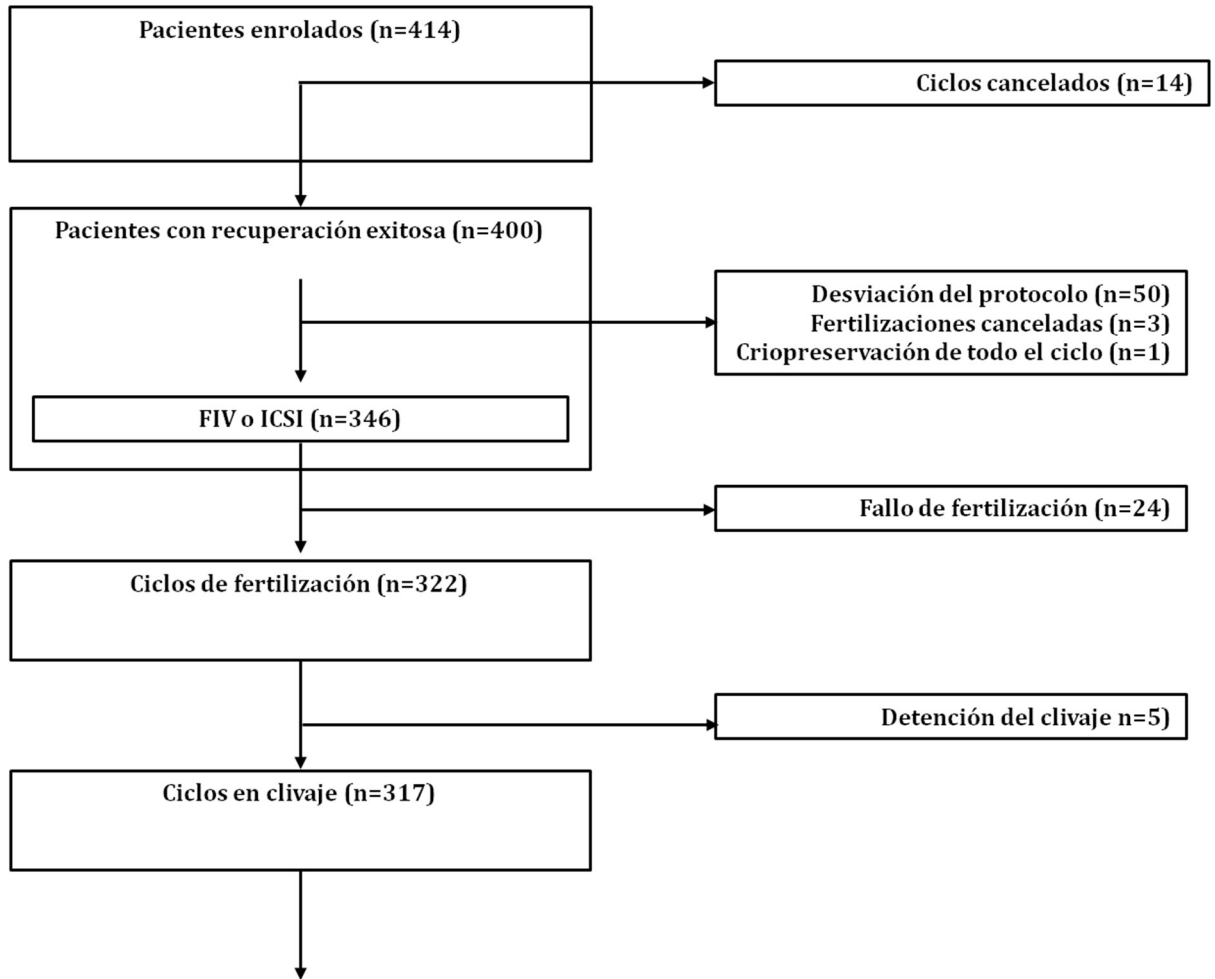 Pacientes enrolados (n=414)
Ciclos cancelados (n=14)
Pacientes con recuperación exitosa (n=400)
Desviación del protocolo (n=50)
Fertilizaciones canceladas (n=3)
Criopreservación de todo el ciclo (n=1)
FIV o ICSI (n=346)
Fallo de fertilización (n=24)
Ciclos de fertilización (n=322)
Detención del clivaje n=5)
Ciclos en clivaje (n=317)